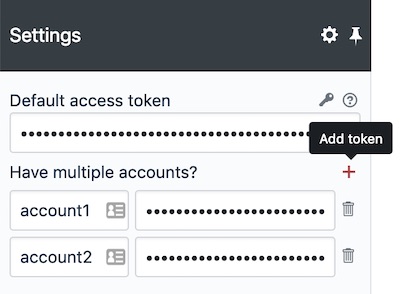 Settings
Default access token
••••••••••••••••••••••••••••••••
Add token
Have multiple accounts?
account1 •••••••••••••••••••••••
account2 •••••••••••••••••••••••